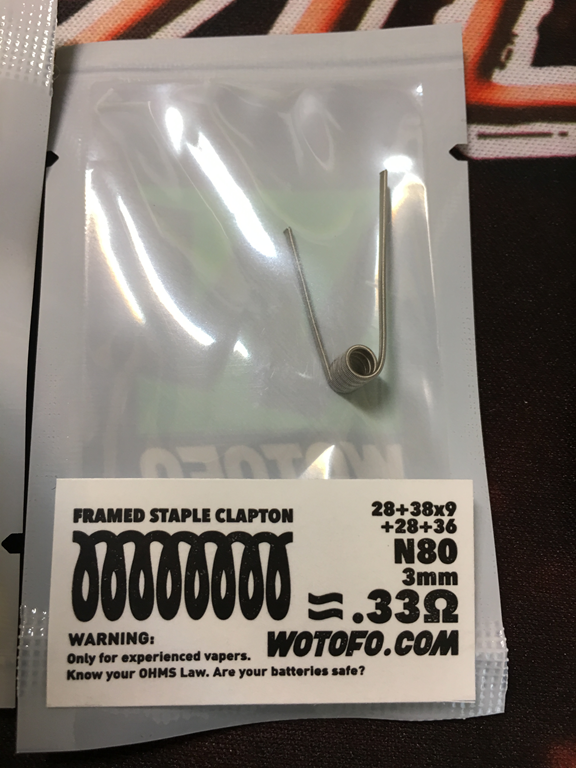 FRAMED STAPLE CLAPTON
28+38x9
+28+36
N80
3mm
≈ .33Ω
WARNING:
Only for experienced vapers.
Know your OHMS Law. Are your batteries safe?
WOTOFO.COM
WOTOFO